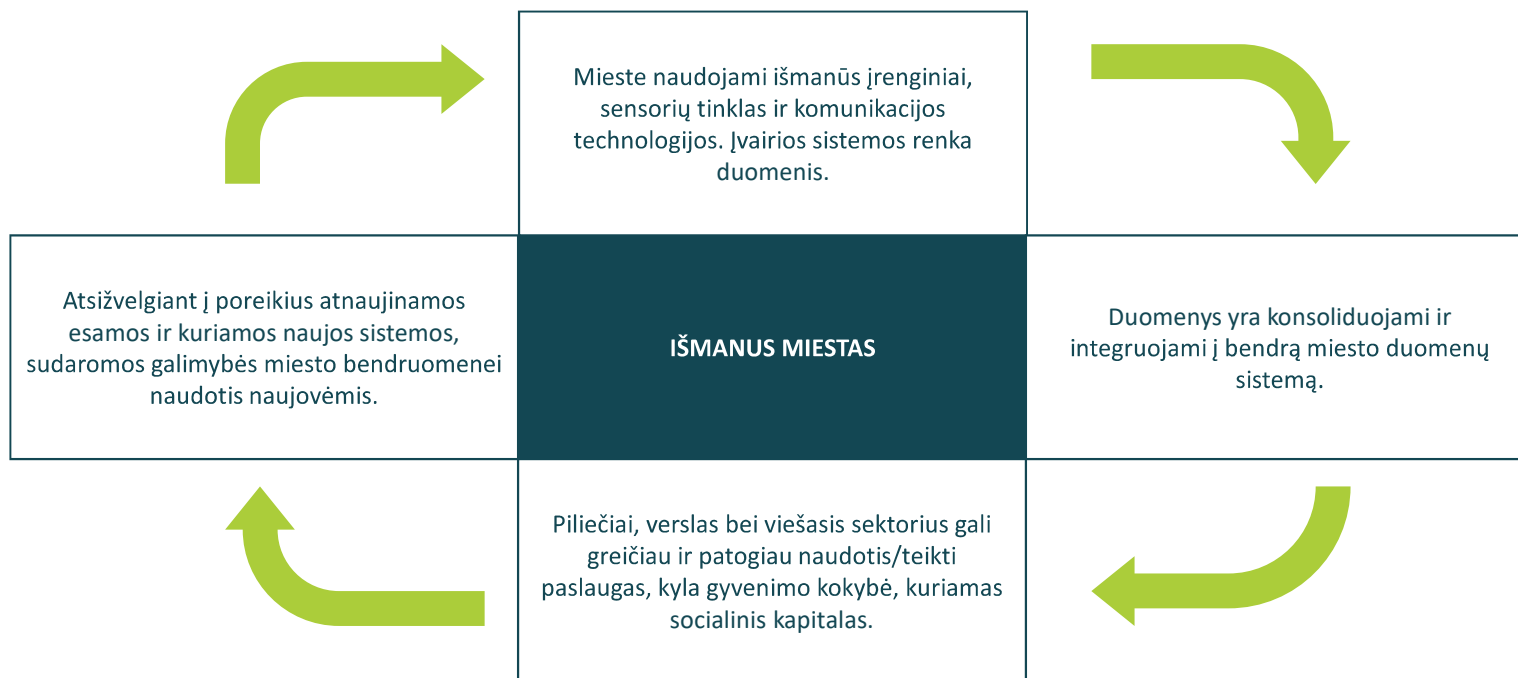 Mieste naudojami išmanūs įrenginiai,
sensorių tinklas ir komunikacijos
technologijos. Įvairios sistemos renka
duomenis.
Atsižvelgiant į poreikius atnaujinamos
esamos ir kuriamos naujos sistemos,
sudaromos galimybės miesto bendruomenei
naudotis naujovėmis.
IŠMANUS MIESTAS
Duomenys yra konsoliduojami ir
integruojami į bendrą miesto duomenų
sistemą.
Piliečiai, verslas bei viešasis sektorius gali
greičiau ir patogiau naudotis/teikti
paslaugas, kyla gyvenimo kokybė, kuriamas
socialinis kapitalas.